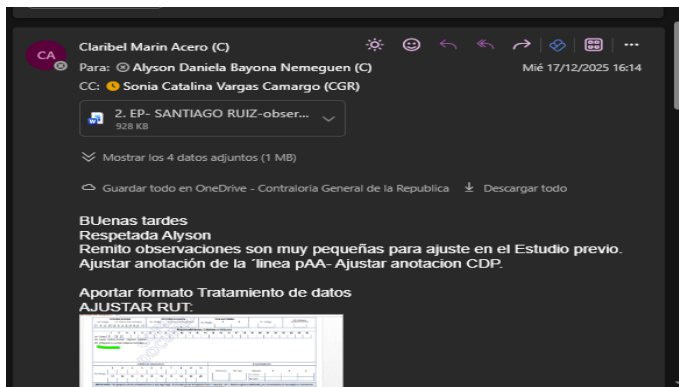 Claribel Marin Acero (C)
CA
Para: Alyson Daniela Bayona Nemeguen (C)
Mié 17/12/2025 16:14
CC: Sonia Catalina Vargas Camargo (CGR)
2. EP- SANTIAGO RUIZ-obser...
928 KB
Mostrar los 4 datos adjuntos (1 MB)
Guardar todo en OneDrive - Contraloria General de la Republica Descargar todo
BUenas tardes
Respetada Alyson
Remito observaciones son muy pequeñas para ajuste en el Estudio previo.
Ajustar anotación de la ´linea pAA- Ajustar anotacion CDP.
Aportar formato Tratamiento de datos
AJUSTAR RUT: